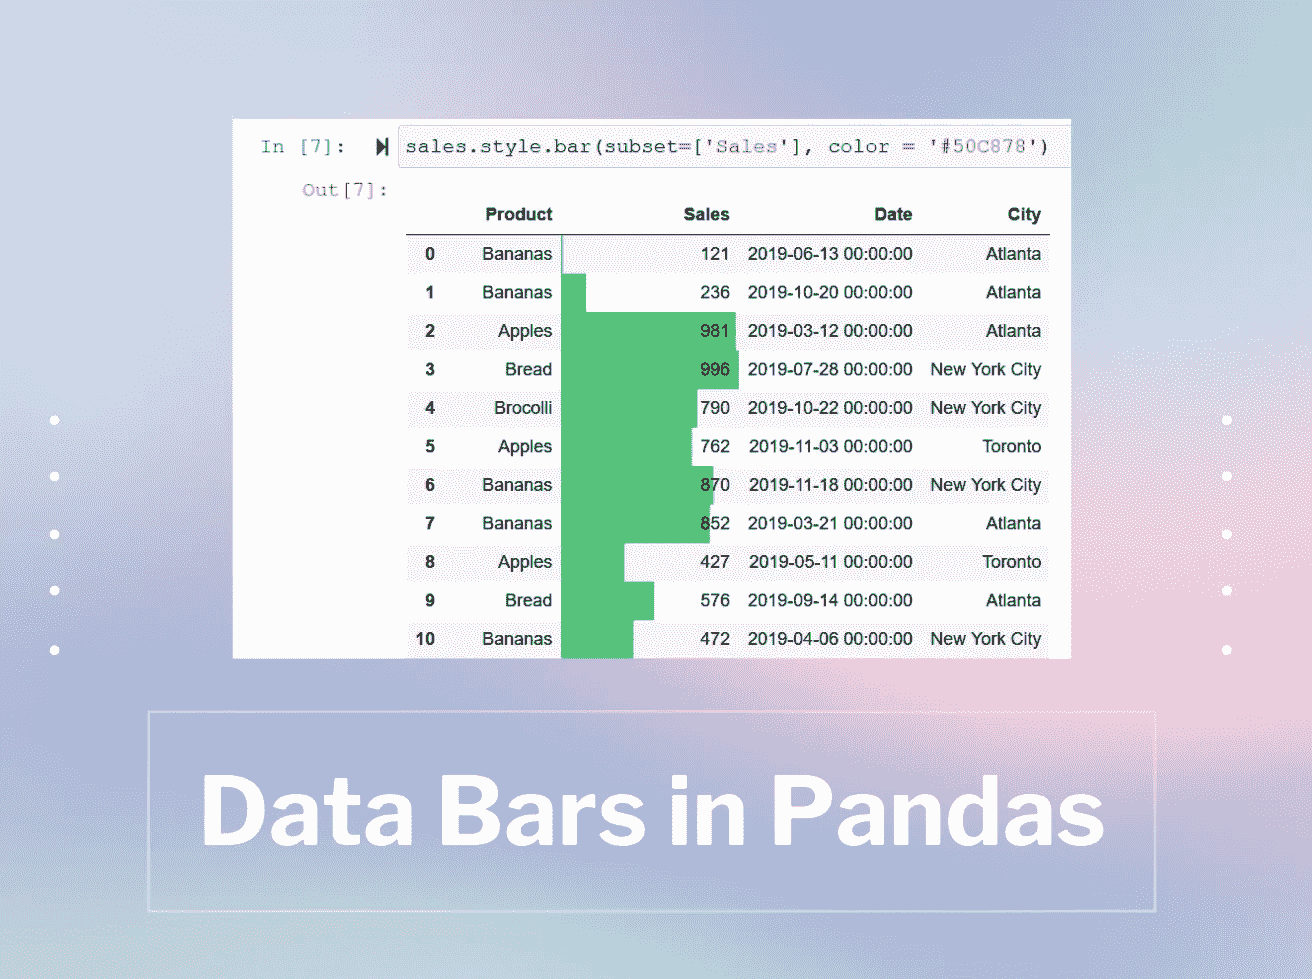 In [7]: sales.style.bar(subset=['Sales'], color = '#50C878')
Out[7]:
Product Sales Date City
0 Bananas 121 2019-06-13 00:00:00 Atlanta
1 Bananas 236 2019-10-20 00:00:00 Atlanta
2 Apples 981 2019-03-12 00:00:00 Atlanta
3 Bread 996 2019-07-28 00:00:00 New York City
4 Brocolli 790 2019-10-22 00:00:00 New York City
5 Apples 762 2019-11-03 00:00:00 Toronto
6 Bananas 870 2019-11-18 00:00:00 New York City
7 Bananas 852 2019-03-21 00:00:00 Atlanta
8 Apples 427 2019-05-11 00:00:00 Toronto
9 Bread 576 2019-09-14 00:00:00 Atlanta
10 Bananas 472 2019-04-06 00:00:00 New York City
Data Bars in Pandas